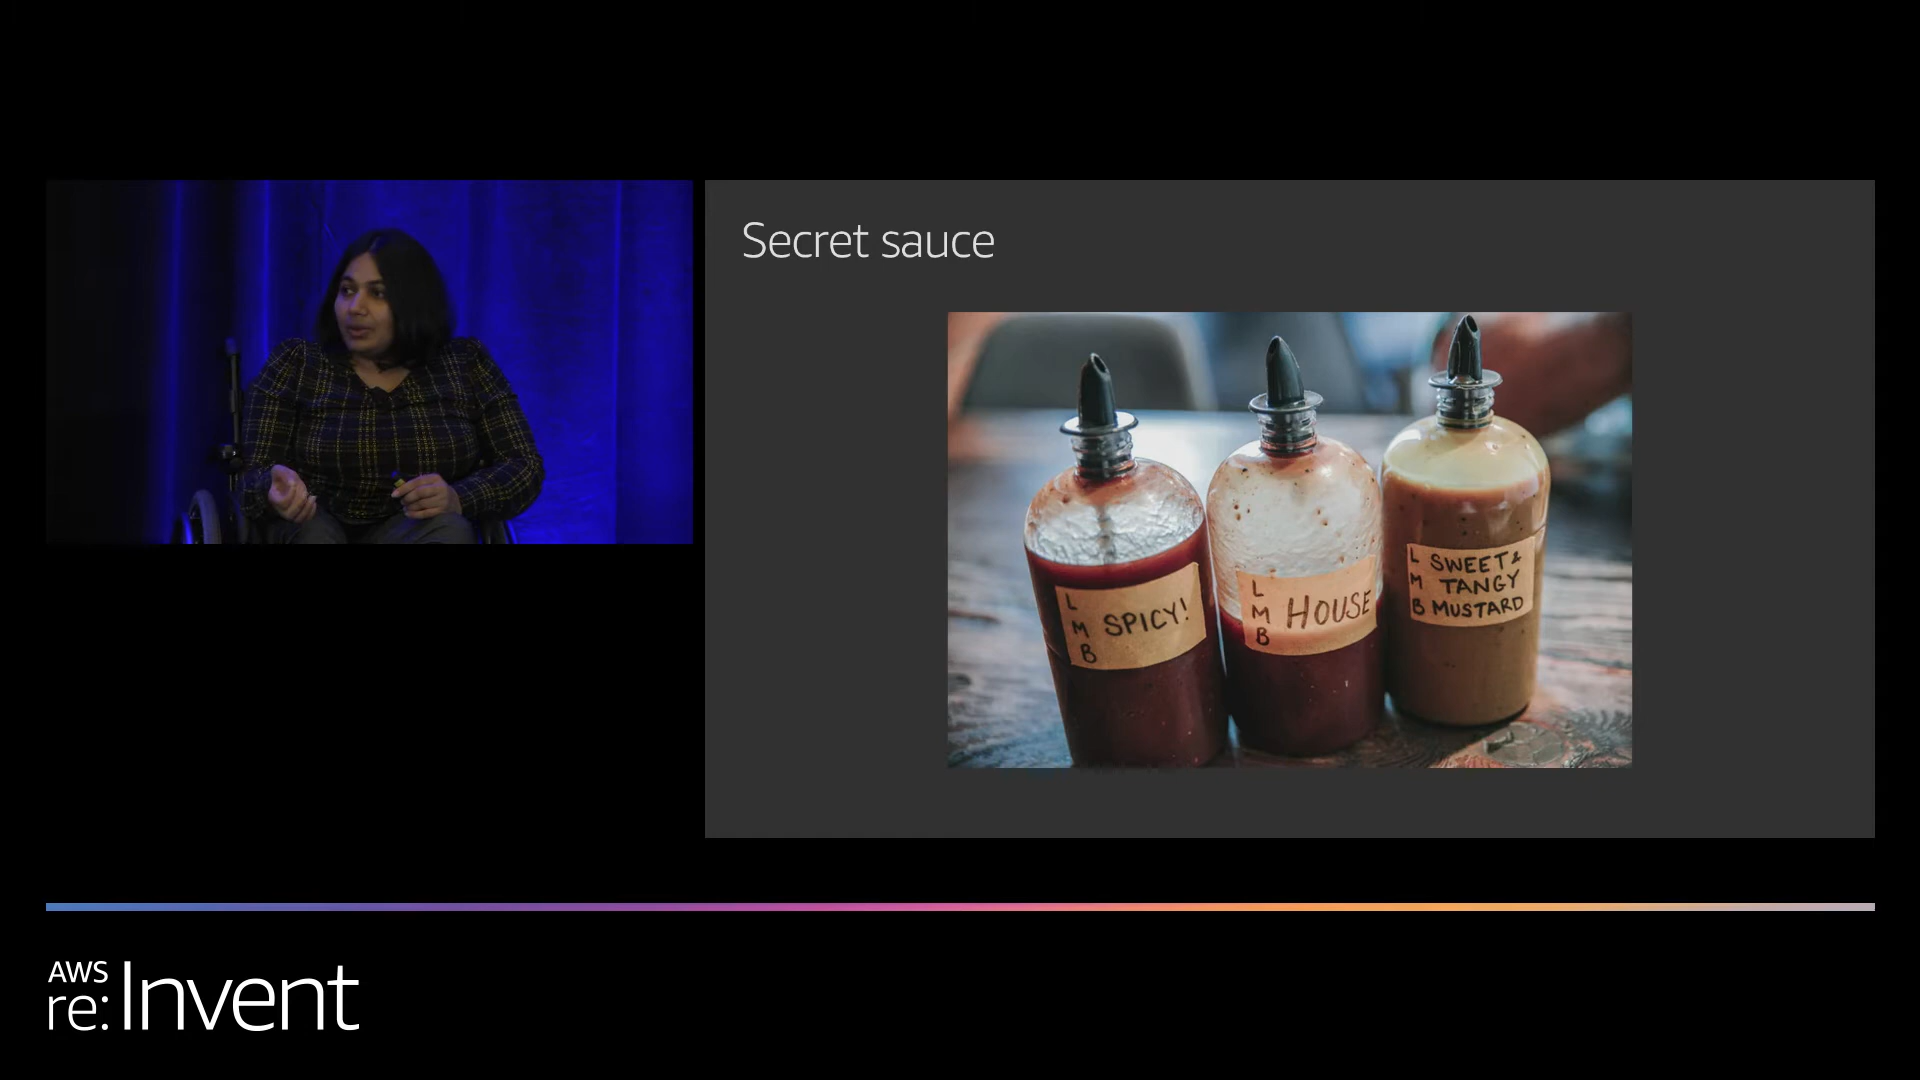 Secret sauce
L
M
B
SPICY!
L
M
B
HOUSE
L SWEET &
M TANGY
B MUSTARD
AWS
re:Invent